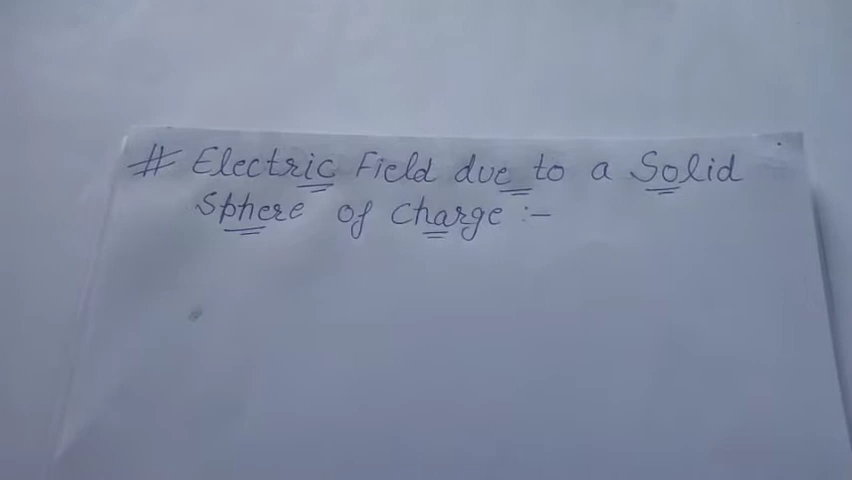 # Electric Field due to a Solid
Sphere of Charge :-